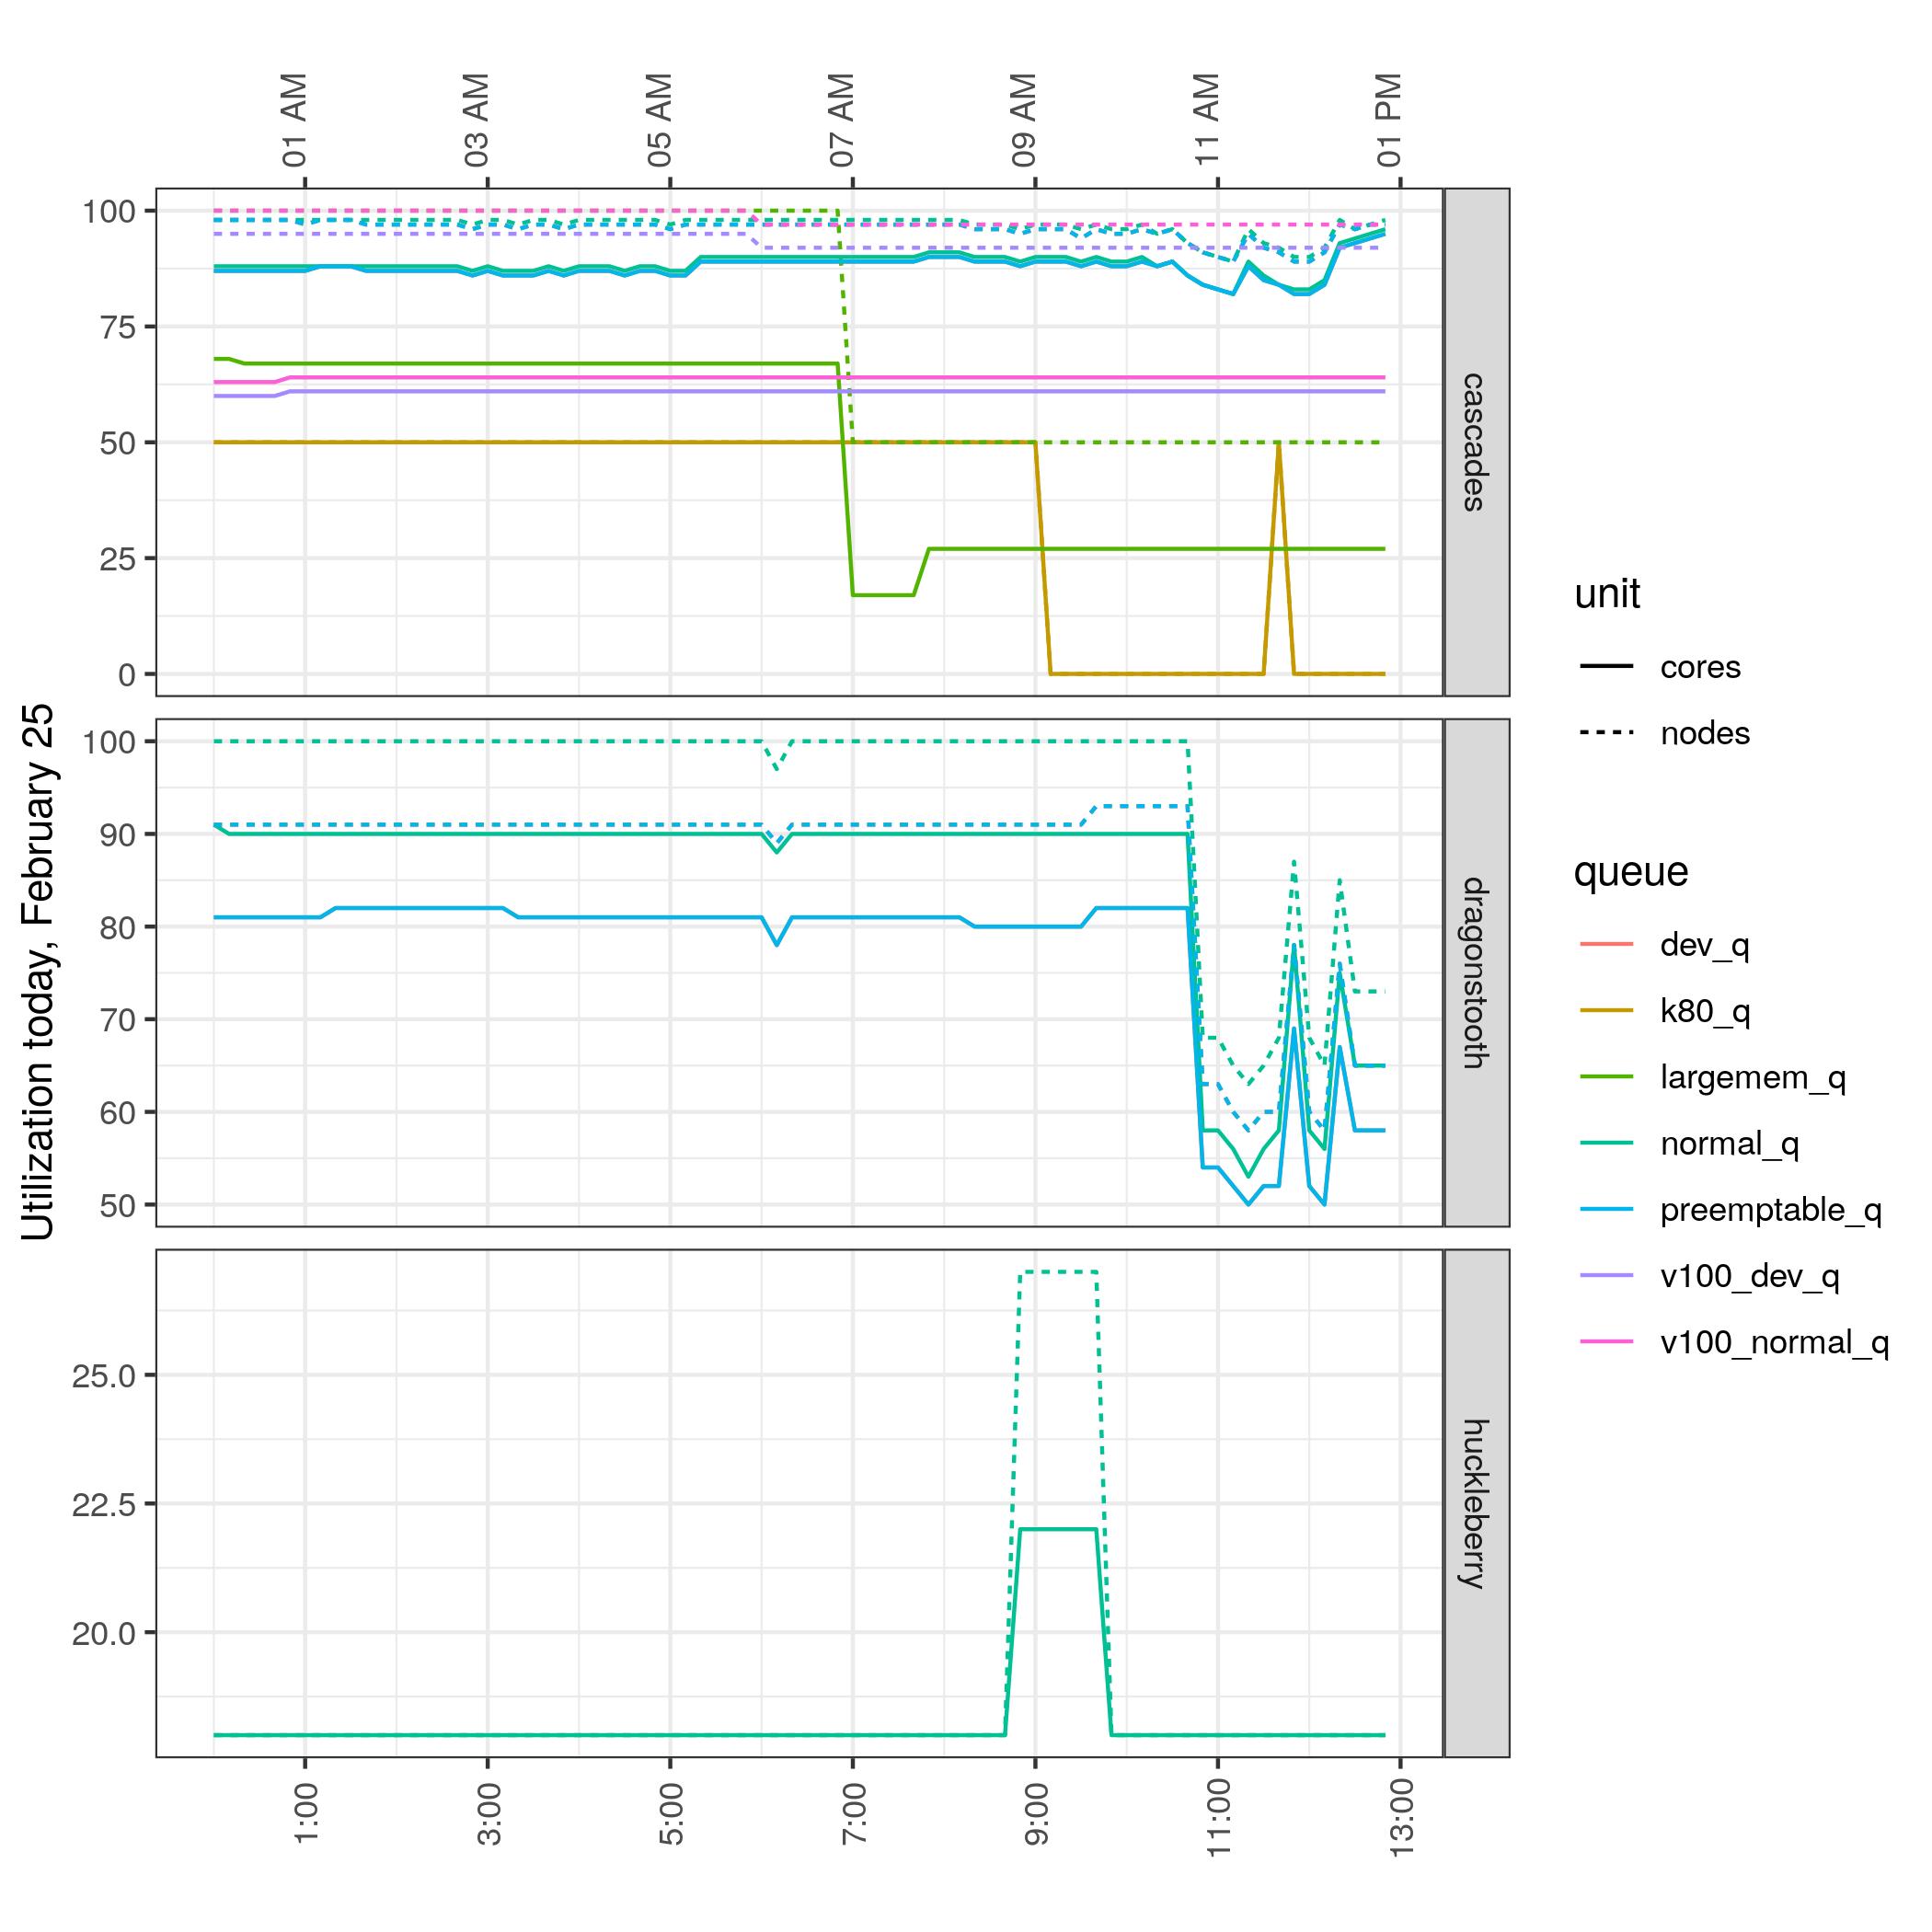 01 AM
03 AM
05 AM
07 AM
09 AM
11 AM
01 PM
Utilization today, February 25
100
75
50
25
0
cascades
100
90
80
70
60
50
dragonstooth
25.0
22.5
20.0
huckleberry
1:00
3:00
5:00
7:00
9:00
11:00
13:00
unit
cores
nodes
queue
dev_q
k80_q
largemem_q
normal_q
preemptable_q
v100_dev_q
v100_normal_q